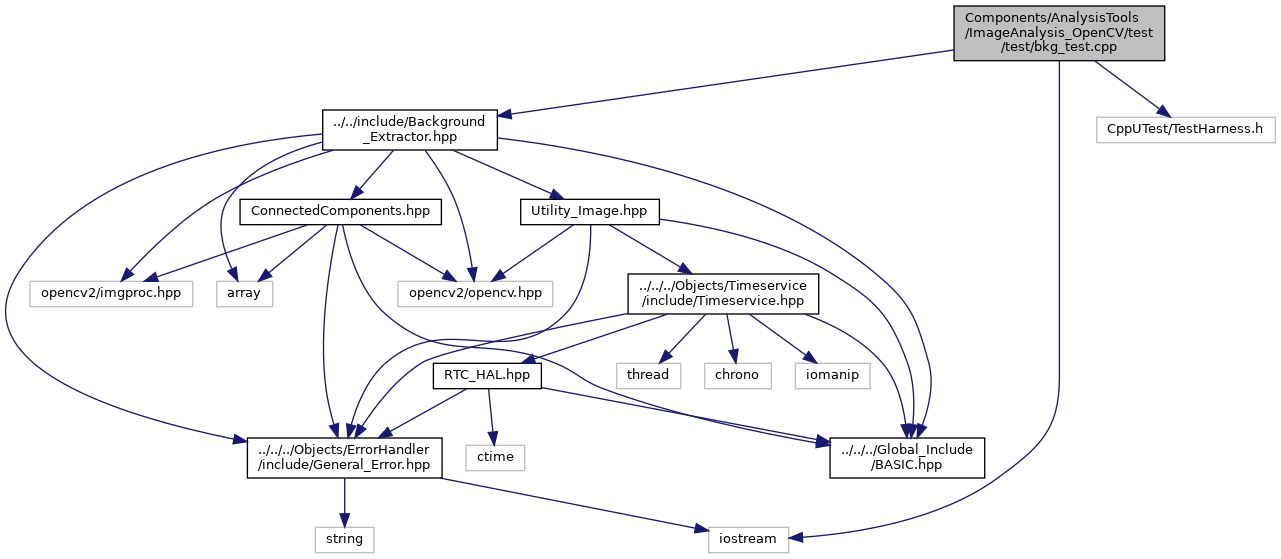 Components/AnalysisTools
/ImageAnalysis_OpenCV/test
/test/bkg_test.cpp
../../include/Background
_Extractor.hpp
CppUTest/TestHarness.h
ConnectedComponents.hpp
Utility_Image.hpp
opencv2/imgproc.hpp
array
opencv2/opencv.hpp
../../../Objects/Timeservice
/include/Timeservice.hpp
RTC_HAL.hpp
thread
chrono
iomanip
../../../Objects/ErrorHandler
/include/General_Error.hpp
ctime
../../../Global_Include
/BASIC.hpp
string
iostream